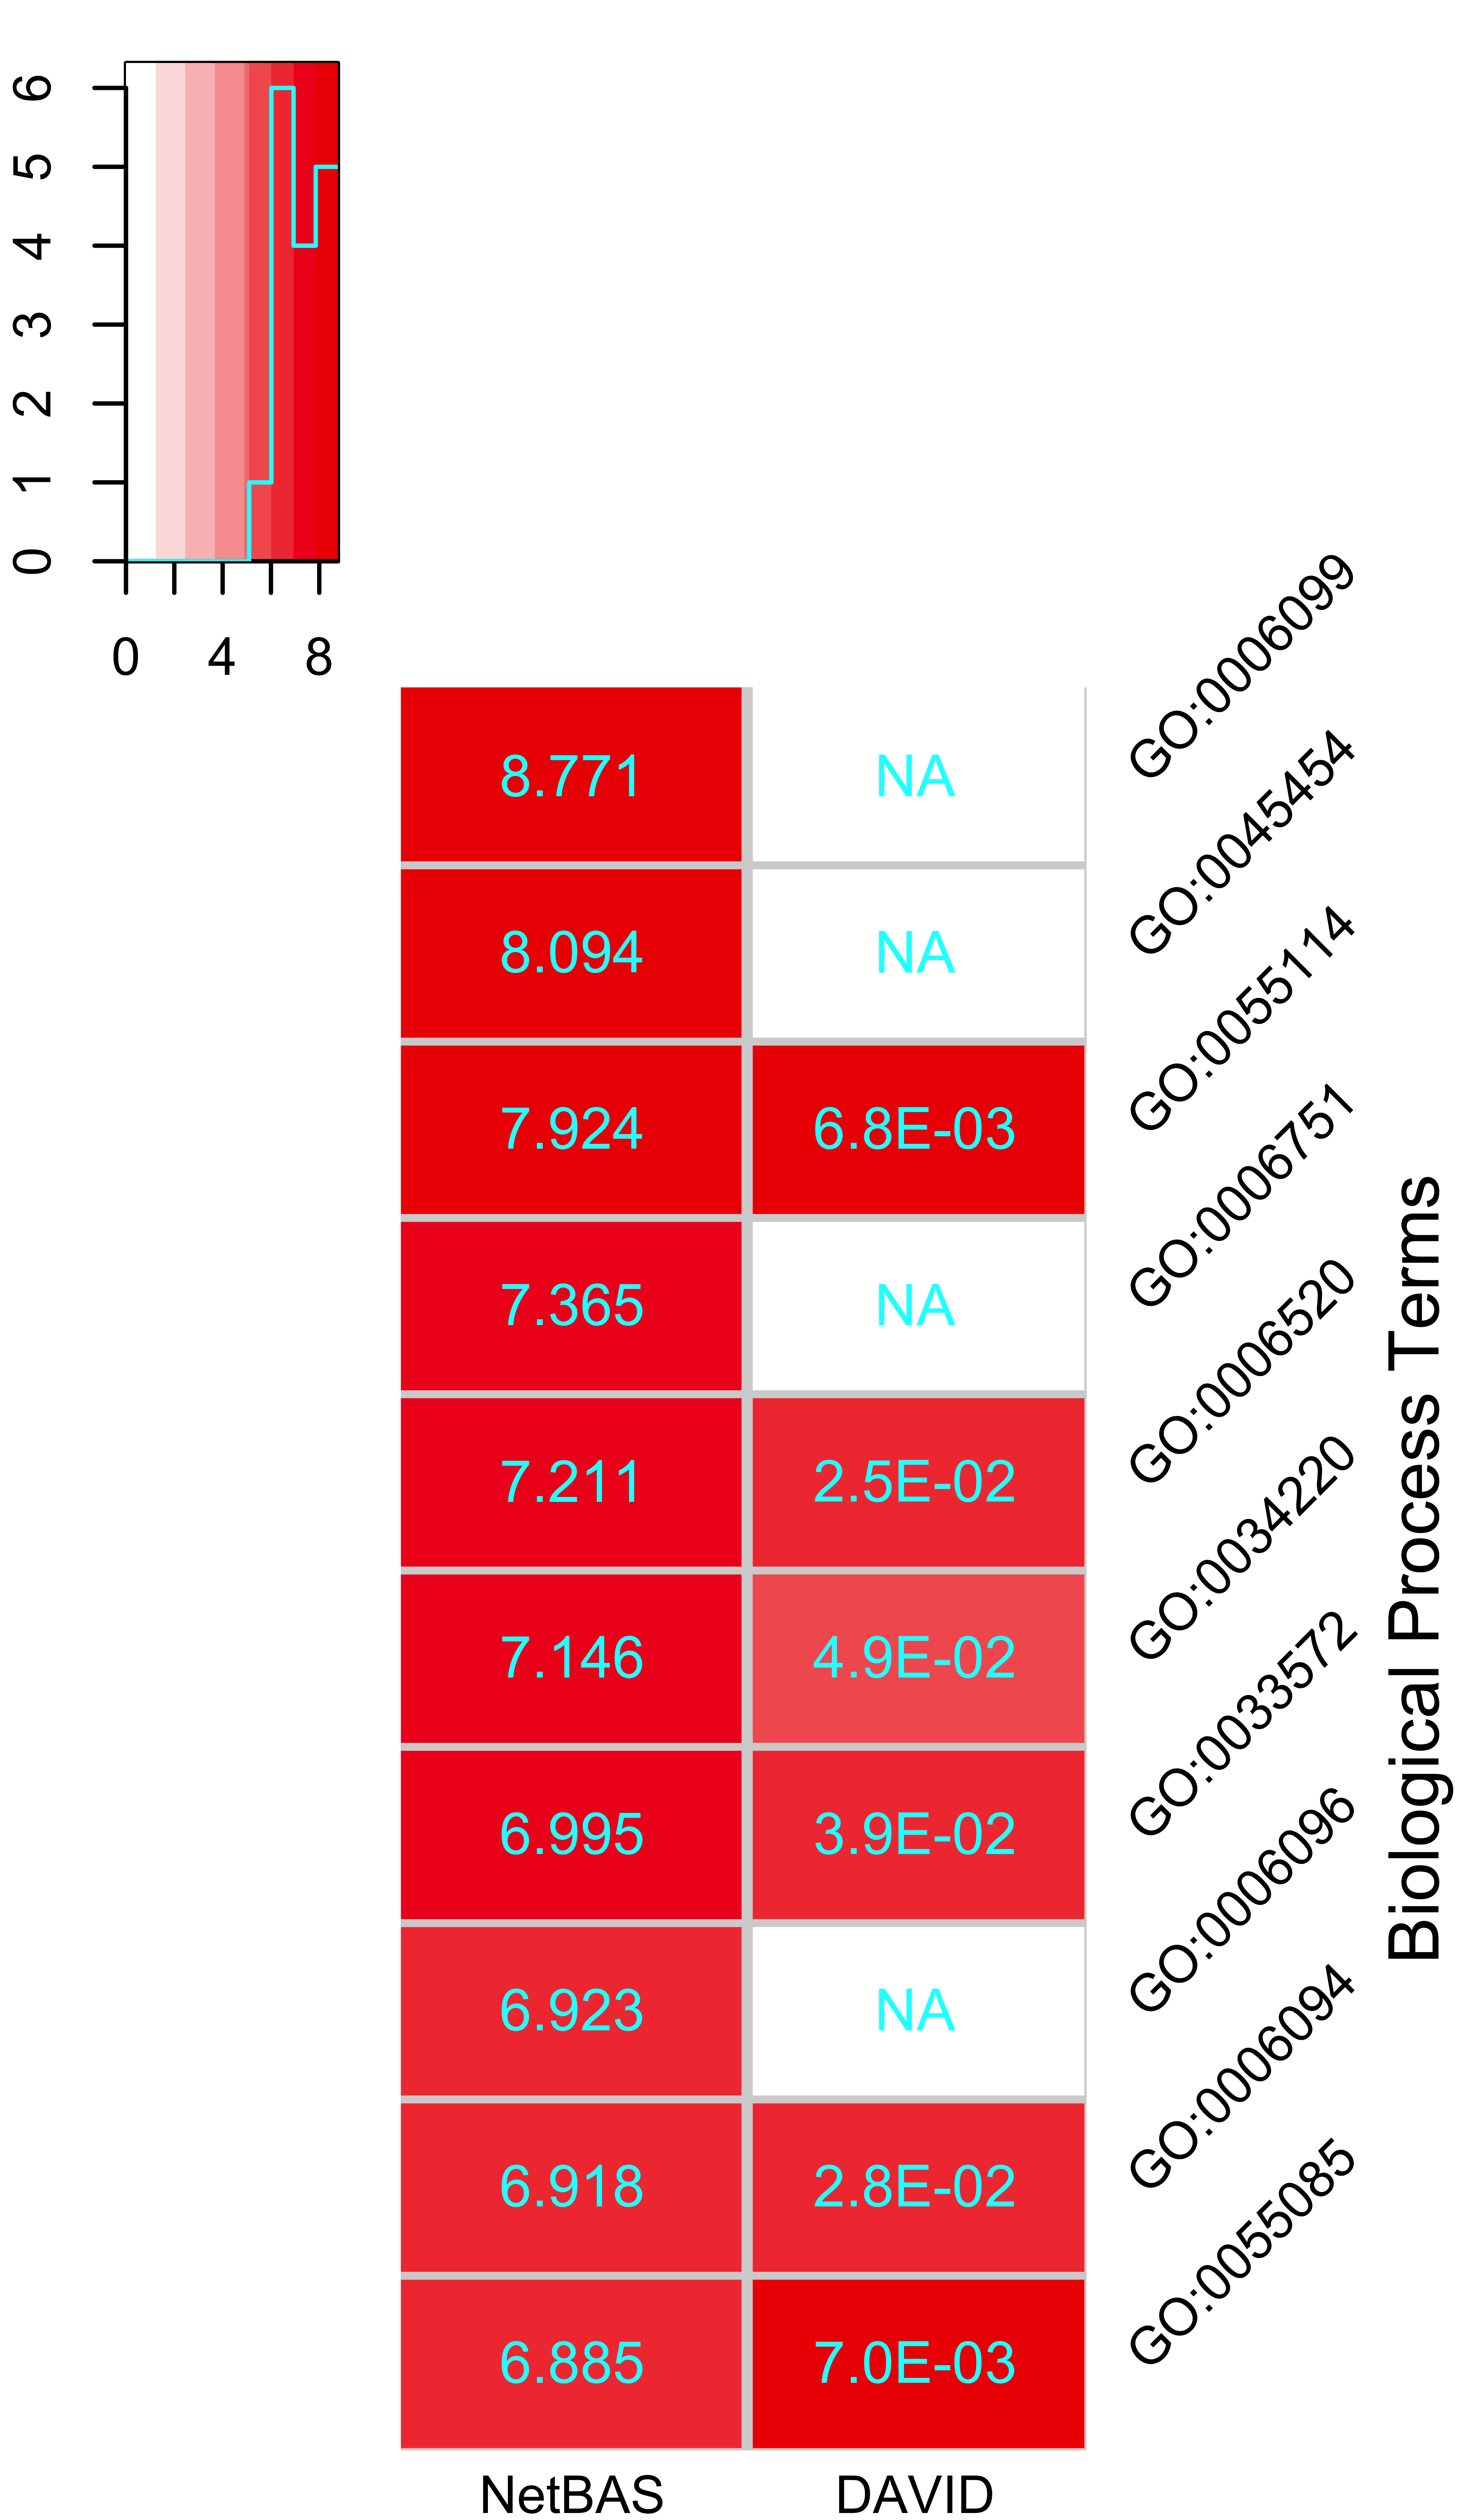 6
5
4
3
2
1
0
0 4 8
8.771 NA GO:0006099
8.094 NA GO:0045454
7.924 6.8E-03 GO:0055114
7.365 NA GO:00067511
7.211 2.5E-02 GO:0006520
7.146 4.9E-02 GO:0034220
6.995 3.9E-02 GO:0033572
6.923 NA GO:0006096
6.918 2.8E-02 GO:0006094
6.885 7.0E-03 GO:0055085
Biological Process Terms
NetBAS DAVID